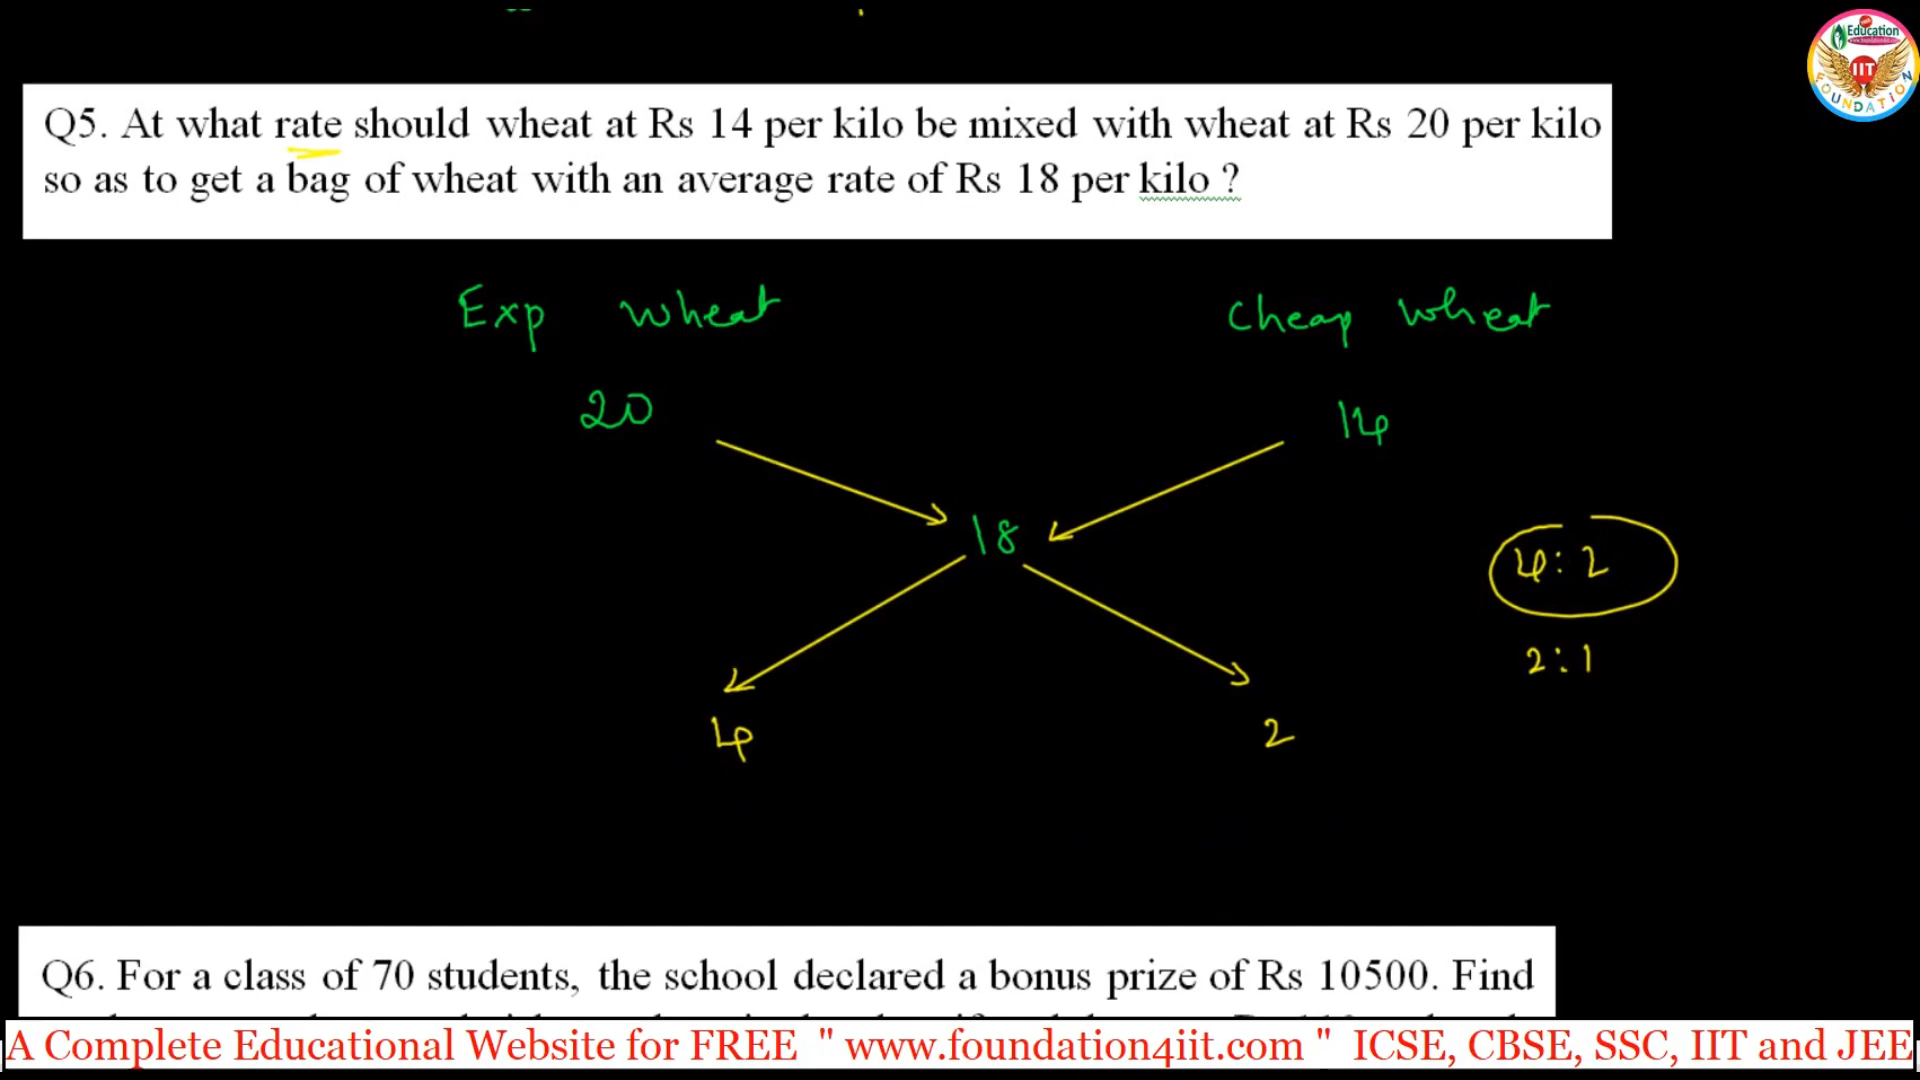 Education
IIT
FOUNDATION
Q5. At what rate should wheat at Rs 14 per kilo be mixed with wheat at Rs 20 per kilo
so as to get a bag of wheat with an average rate of Rs 18 per kilo ?
Exp wheat
Cheap wheat
20
14
18
4:2
2:1
4
2
Q6. For a class of 70 students, the school declared a bonus prize of Rs 10500. Find
A Complete Educational Website for FREE " www.foundation4iit.com " ICSE, CBSE, SSC, IIT and JEE